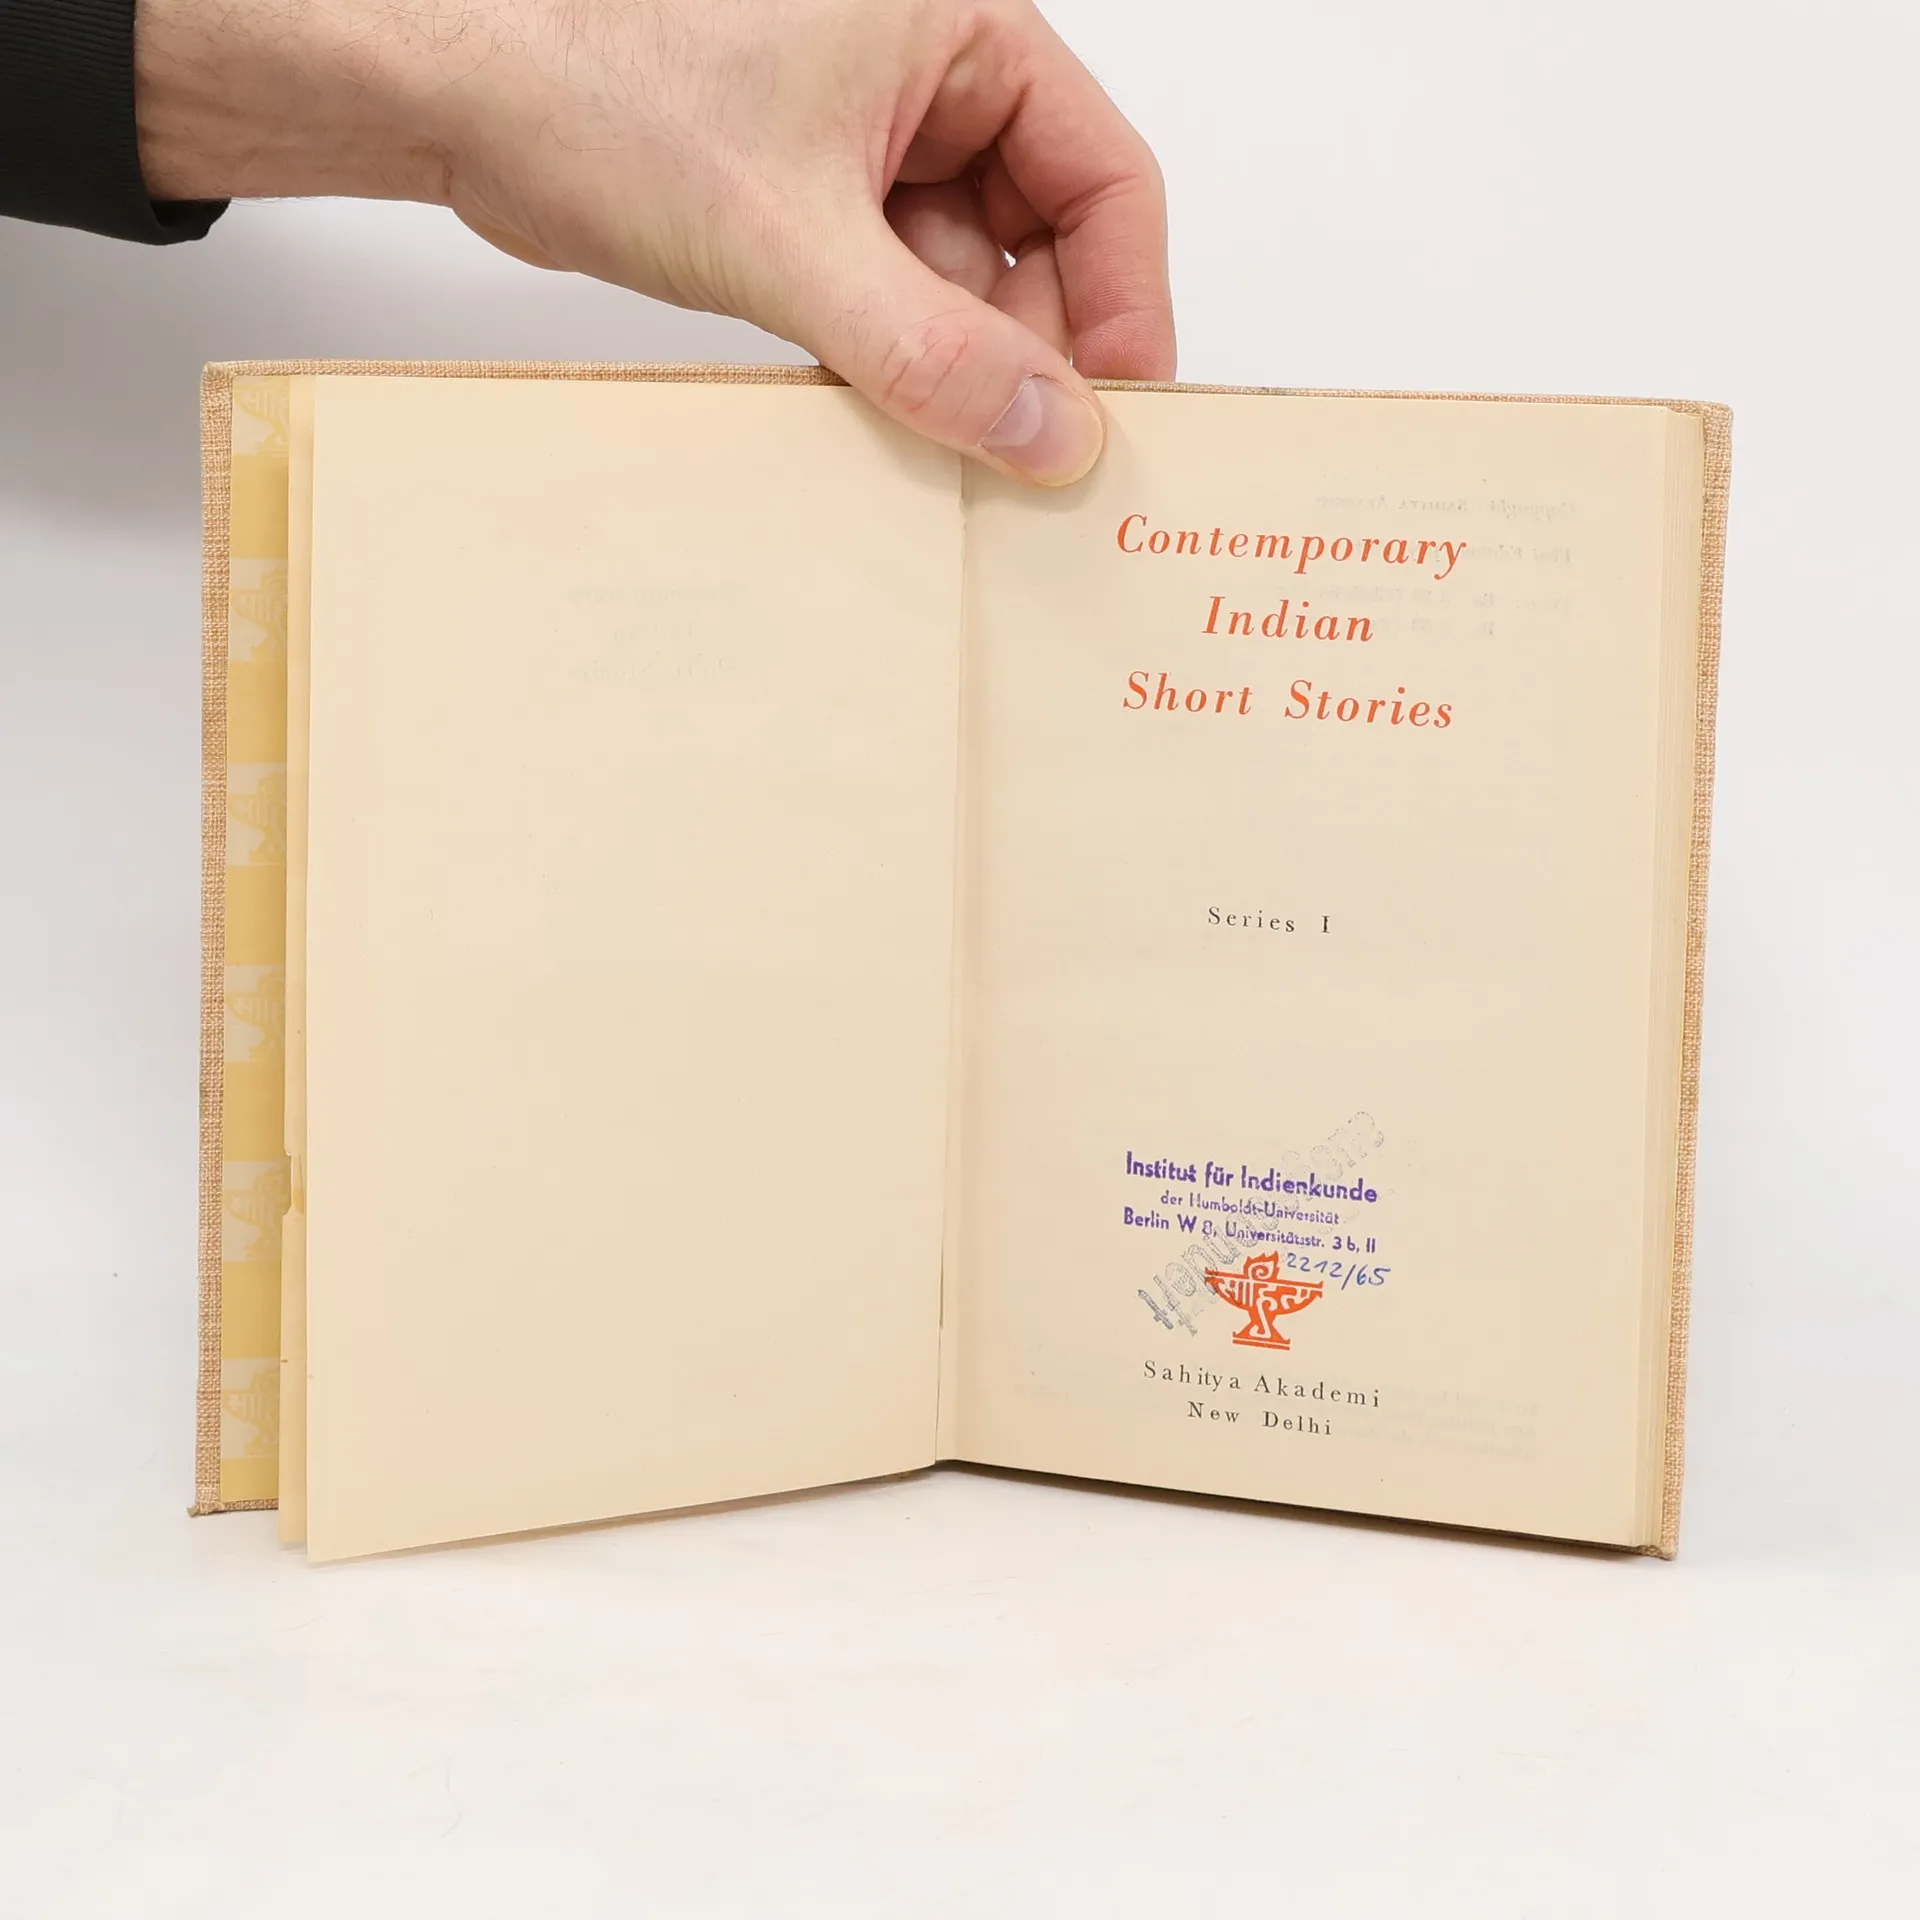 Contemporary
Indian
Short Stories
Series I
Institut für Indienkunde
der Humboldt-Universität
Berlin W 8, Universitätsstr. 3 b, II
2212/65
Sahitya Akademi
New Delhi